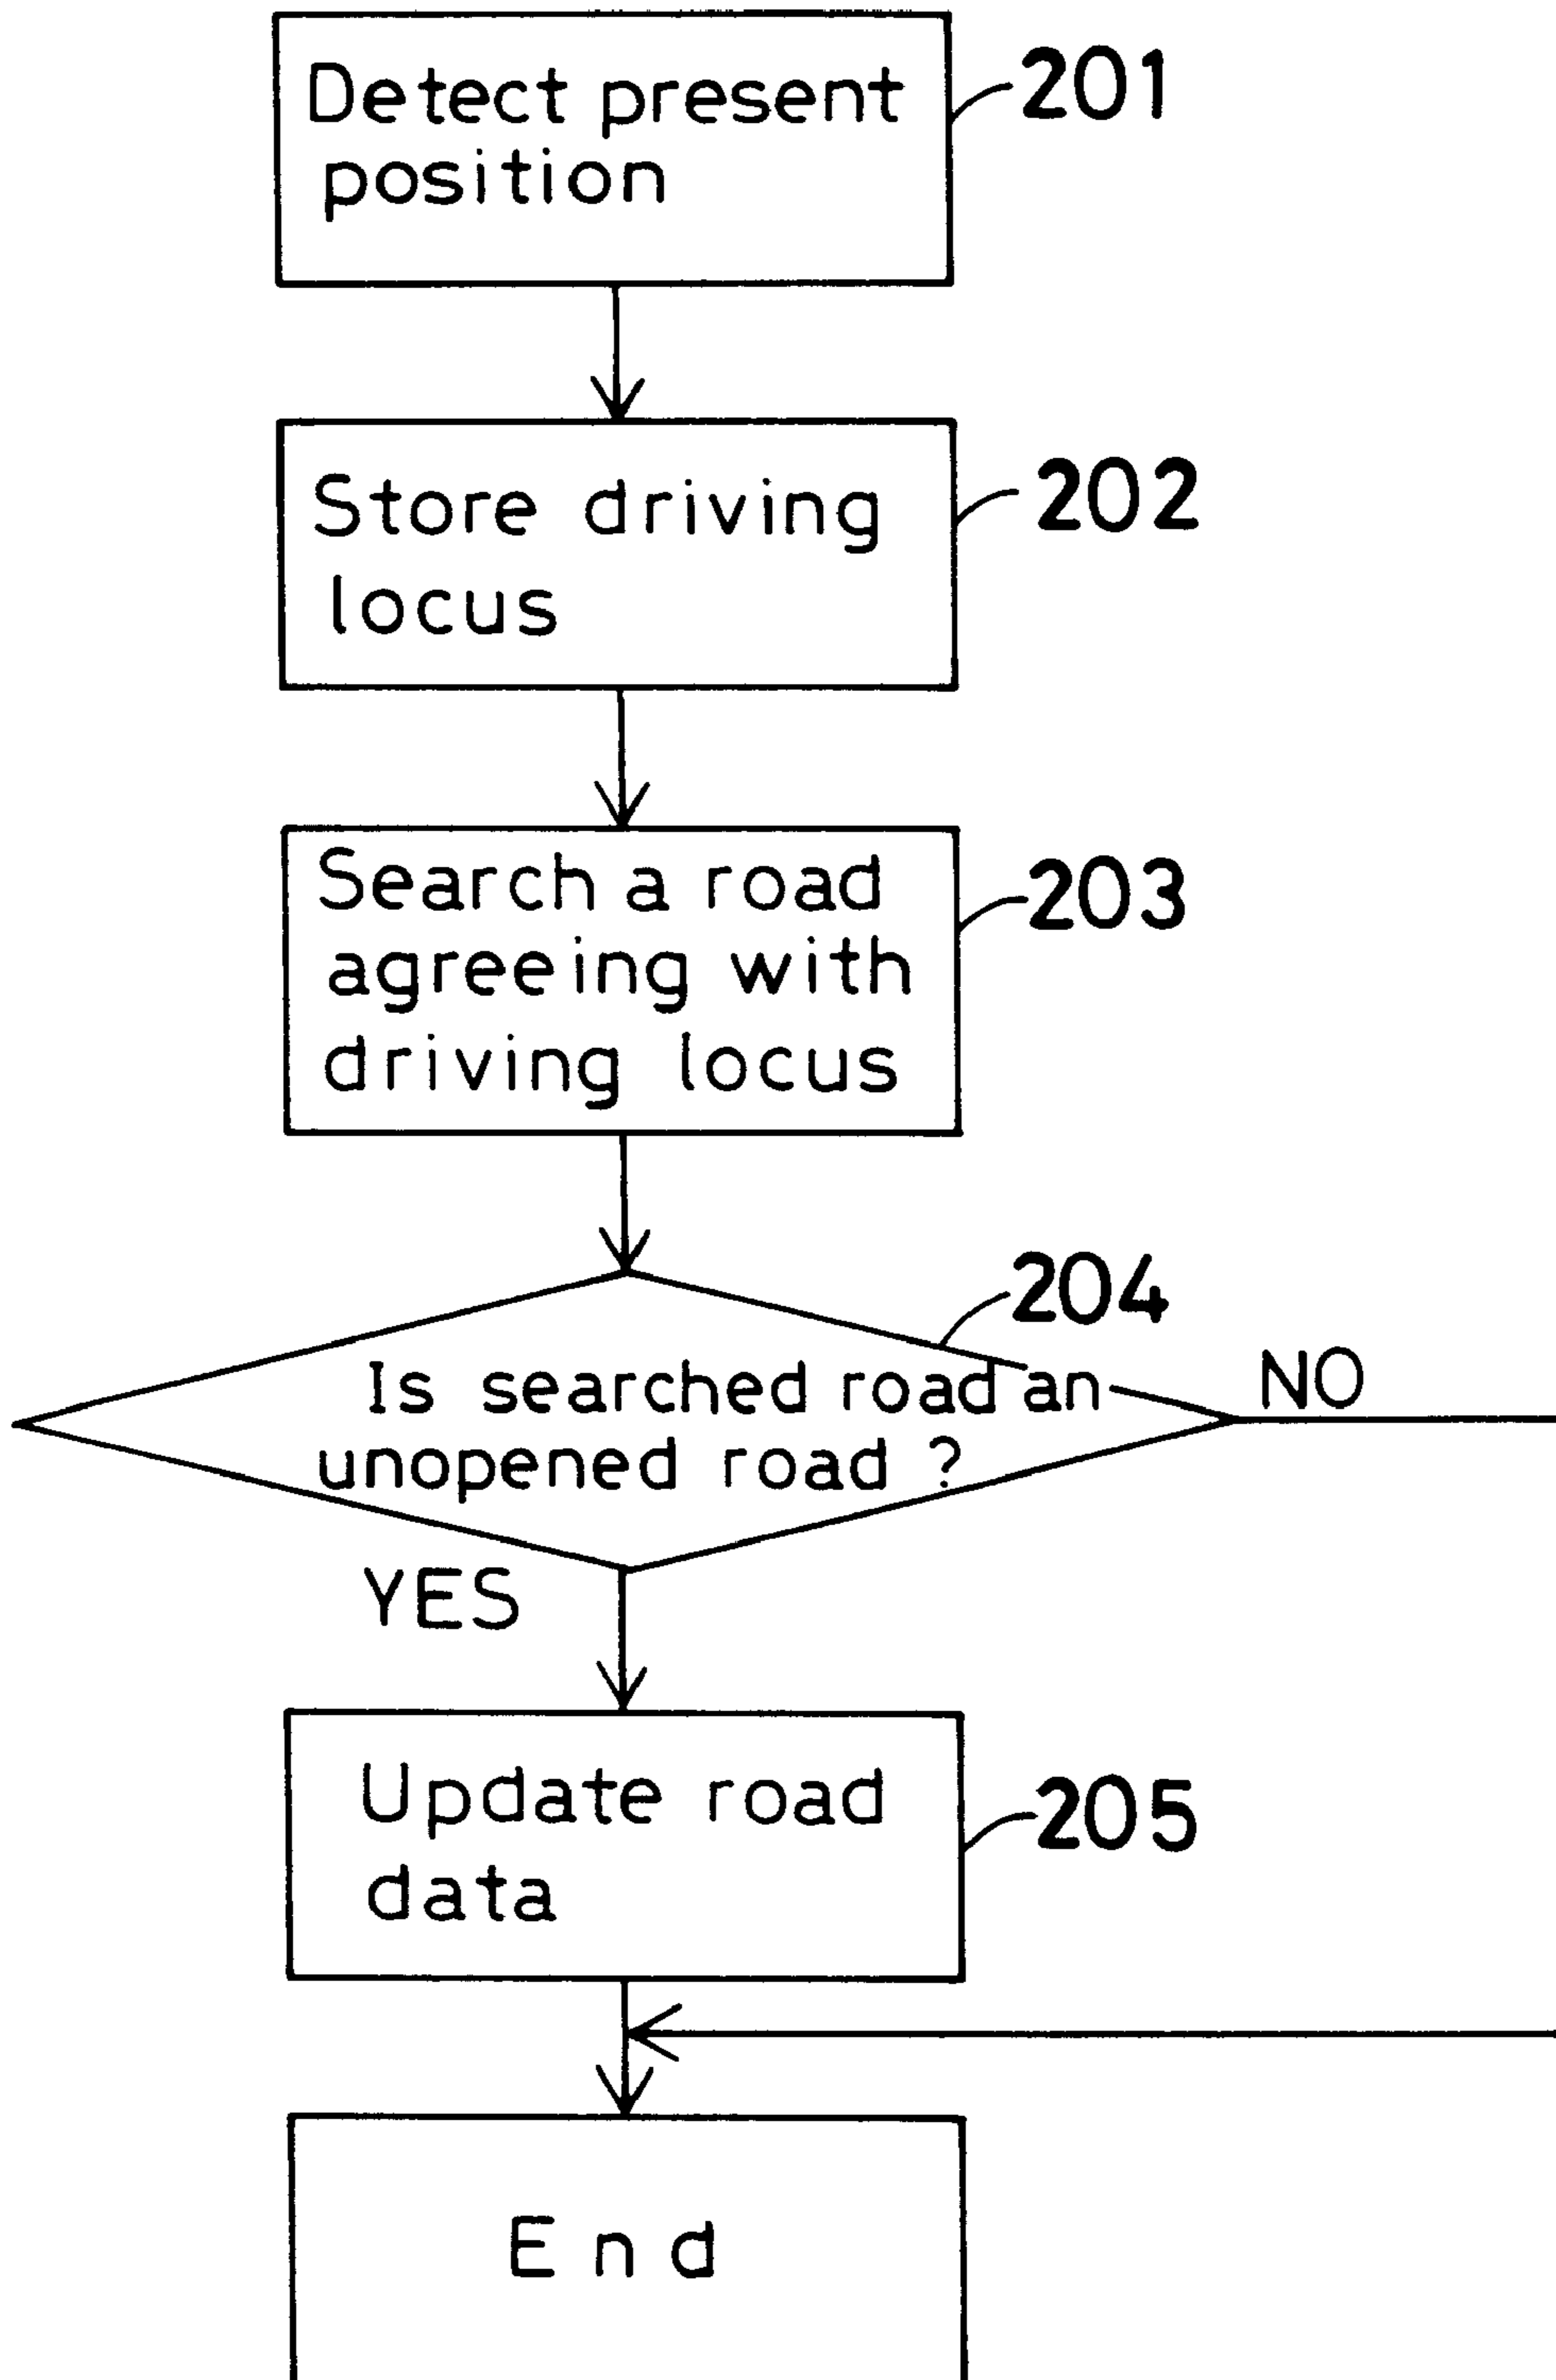 Detect present
position
201
Store driving
locus
202
Search a road
agreeing with
driving locus
203
204
Is searched road an
unopened road ?
NO
YES
Update road
data
205
End